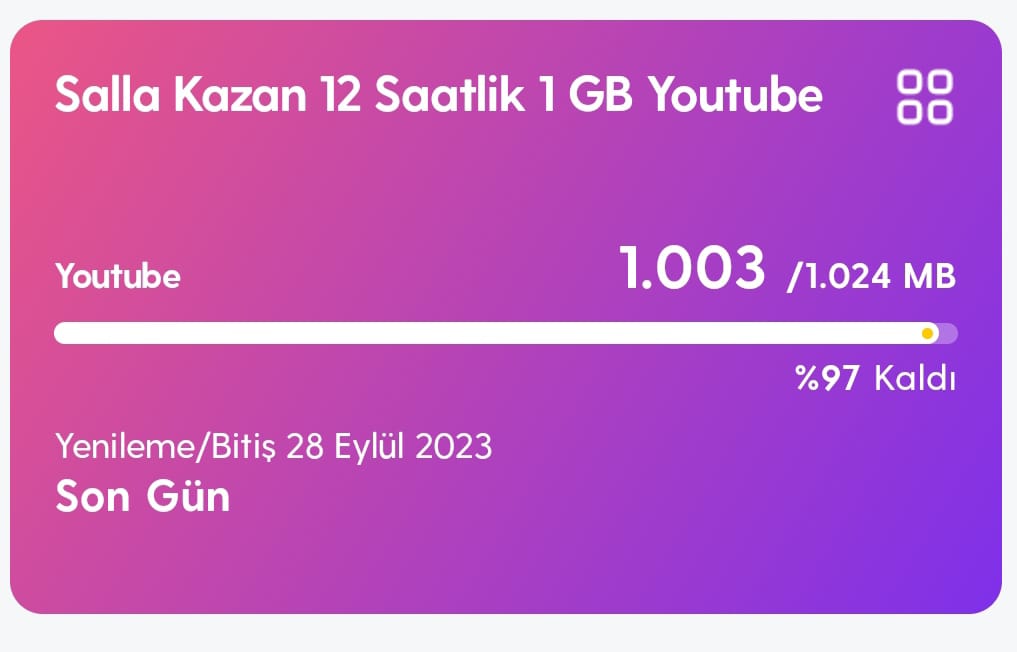 Salla Kazan 12 Saatlik 1 GB Youtube
Youtube 1.003 /1.024 MB
%97 Kaldı
Yenileme/Bitiş 28 Eylül 2023
Son Gün